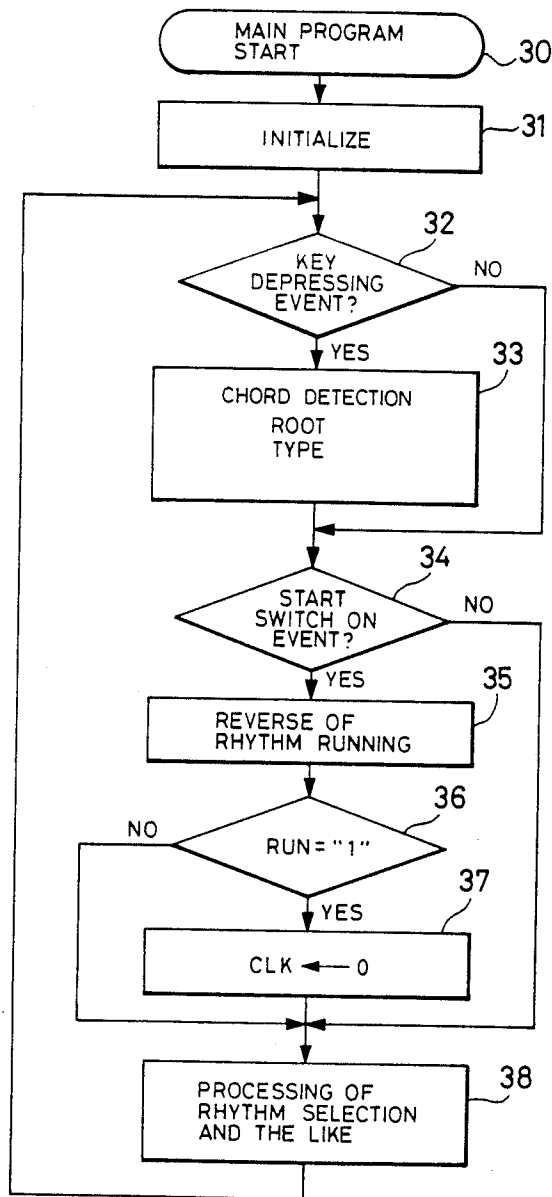 MAIN PROGRAM
START
30
INITIALIZE
31
32
KEY
DEPRESSING
EVENT?
NO
YES
33
CHORD DETECTION
ROOT
TYPE
34
START
SWITCH ON
EVENT?
NO
YES
35
REVERSE OF
RHYTHM RUNNING
36
NO
RUN = "1"
YES
37
CLK ← 0
38
PROCESSING OF
RHYTHM SELECTION
AND THE LIKE